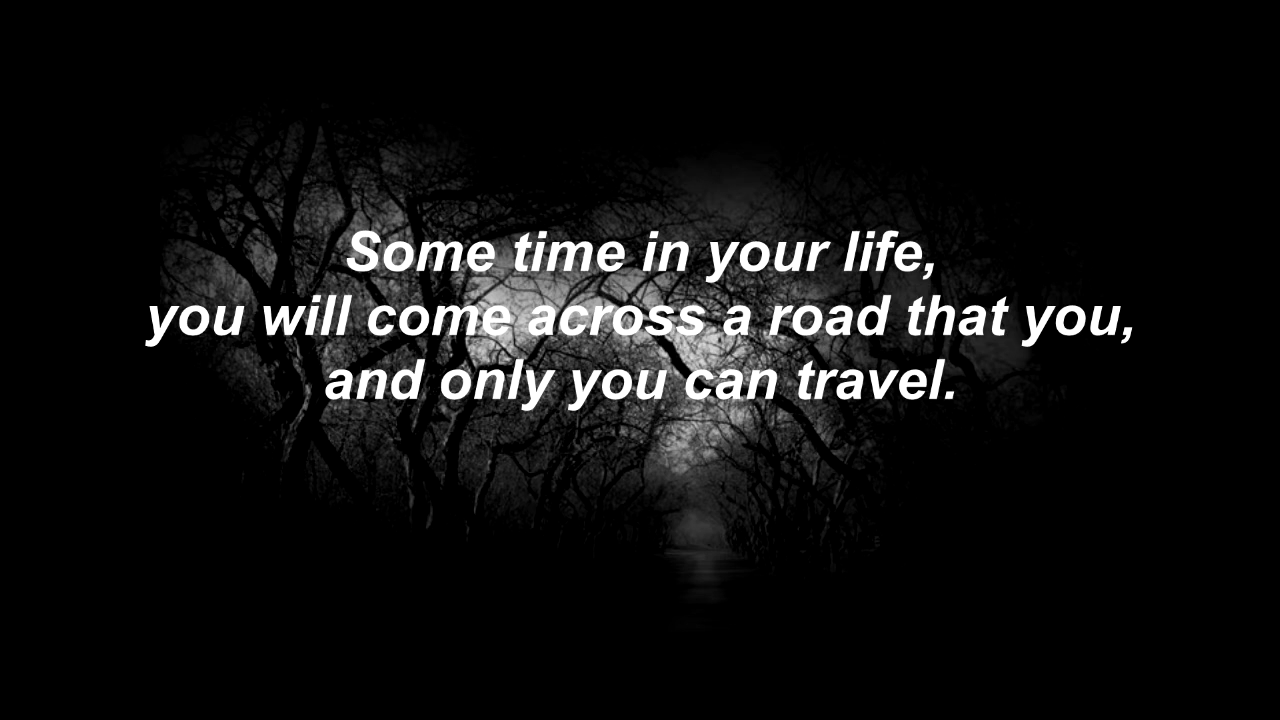 Some time in your life,
you will come across a road that you,
and only you can travel.